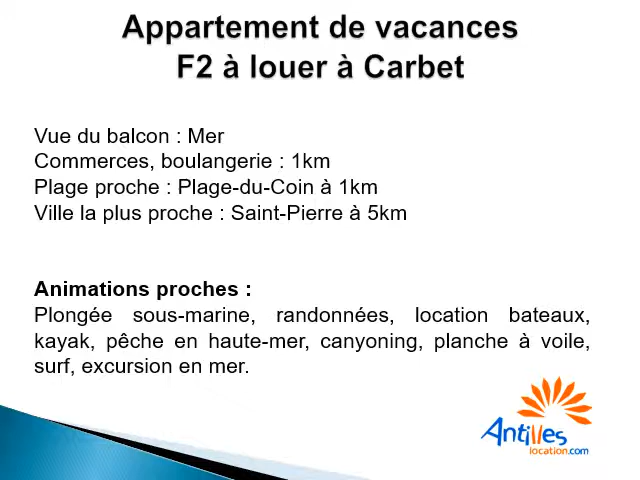 Appartement de vacances
F2 à louer à Carbet
Vue du balcon : Mer
Commerces, boulangerie : 1km
Plage proche : Plage-du-Coin à 1km
Ville la plus proche : Saint-Pierre à 5km
Animations proches :
Plongée sous-marine, randonnées, location bateaux,
kayak, pêche en haute-mer, canyoning, planche à voile,
surf, excursion en mer.
Antilles
location.com